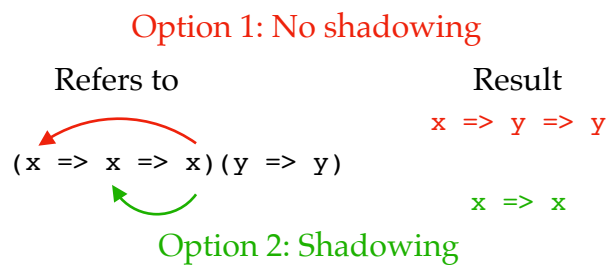 Option 1: No shadowing
Refers to
Result
x => y => y
(x => x => x)(y => y)
x => x
Option 2: Shadowing